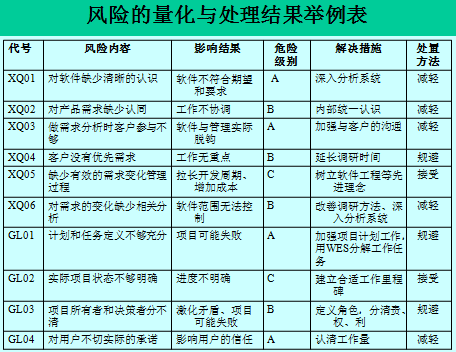 风险的量化与处理结果举例表
代号 风险内容 影响结果 危险级别 解决措施 处置方法
XQ01 对软件缺少清晰的认识 软件不符合期望和要求 A 深入分析系统 减轻
XQ02 对产品需求缺少认同 工作不协调 B 内部统一认识 减轻
XQ03 做需求分析时客户参与不够 软件与管理实际脱钩 A 加强与客户的沟通 减轻
XQ04 客户没有优先需求 工作无重点 B 延长调研时间 规避
XQ05 缺少有效的需求变化管理过程 拉长开发周期、增加成本 C 树立软件工程等先进理念 接受
XQ06 对需求的变化缺少相关分析 软件范围无法控制 B 改善调研方法、深入分析系统 减轻
GL01 计划和任务定义不够充分 项目可能失败 A 加强项目计划工作,用WES分解工作任务 规避
GL02 实际项目状态不够明确 进度不明确 C 建立合适工作里程碑 接受
GL03 项目所有者和决策者分不清 激化矛盾、项目可能失败 B 定义角色，分清责、权、利 规避
GL04 对用户不切实际的承诺 影响用户的信任 A 认清工作量 减轻